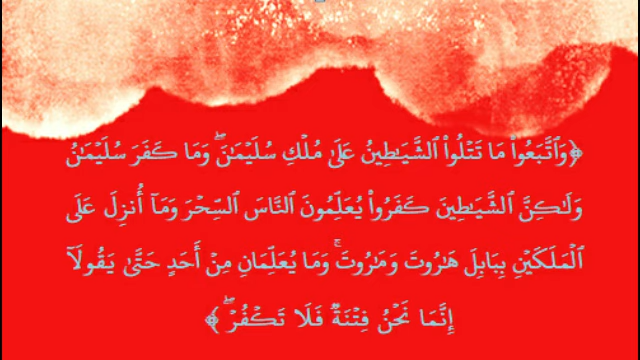 ﴿وَٱتَّبَعُوا۟ مَا تَتْلُوا۟ ٱلشَّيَـٰطِينُ عَلَىٰ مُلْكِ سُلَيْمَـٰنَ ۖ وَمَا كَفَرَ سُلَيْمَـٰنُ
وَلَـٰكِنَّ ٱلشَّيَـٰطِينَ كَفَرُوا۟ يُعَلِّمُونَ ٱلنَّاسَ ٱلسِّحْرَ وَمَآ أُنزِلَ عَلَى
ٱلْمَلَكَيْنِ بِبَابِلَ هَـٰرُوتَ وَمَـٰرُوتَ ۚ وَمَا يُعَلِّمَانِ مِنْ أَحَدٍ حَتَّىٰ يَقُولَآ
إِنَّمَا نَحْنُ فِتْنَةٌ فَلَا تَكْفُرْ ۖ﴾